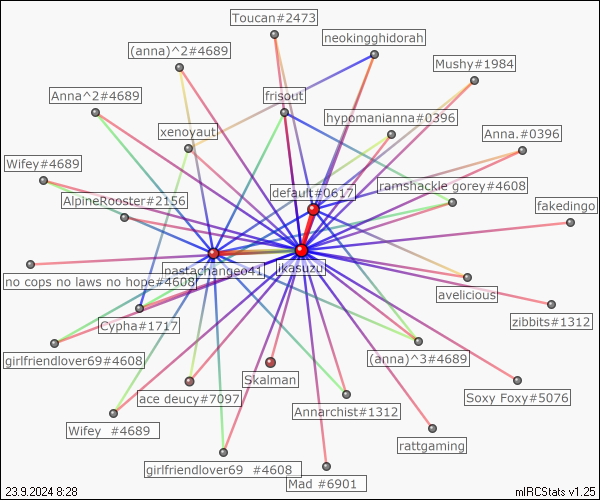 Toucan#2473
neokingghidorah
(anna)^2#4689
Mushy#1984
Anna^2#4689
frisout
hypomanianna#0396
xenoyaut
Anna.#0396
Wifey#4689
default#0617
ramshackle gorey#4608
AlpineRooster#2156
fakedingo
pastachangeo41
ikasuzu
no cops no laws no hope#4608
avelicious
zibbits#1312
Cypha#1717
girlfriendlover69#4608
(anna)^3#4689
Skalman
ace deucy#7097
Soxy Foxy#5076
Annarchist#1312
Wifey #4689
rattgaming
girlfriendlover69 #4608
Mad #6901
23.9.2024 8:28
mIRCStats v1.25